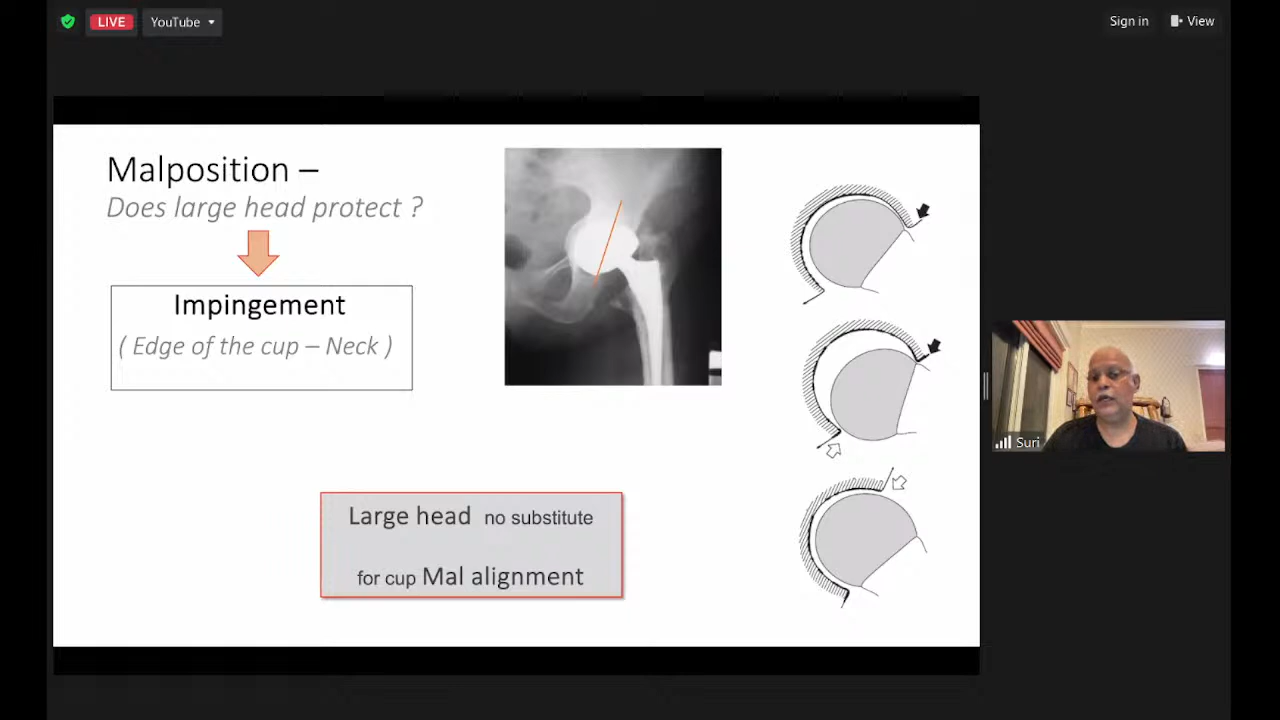 LIVE
YouTube
Sign in
View
Malposition –
Does large head protect ?
Impingement
( Edge of the cup – Neck )
Large head no substitute
for cup Mal alignment
Suri